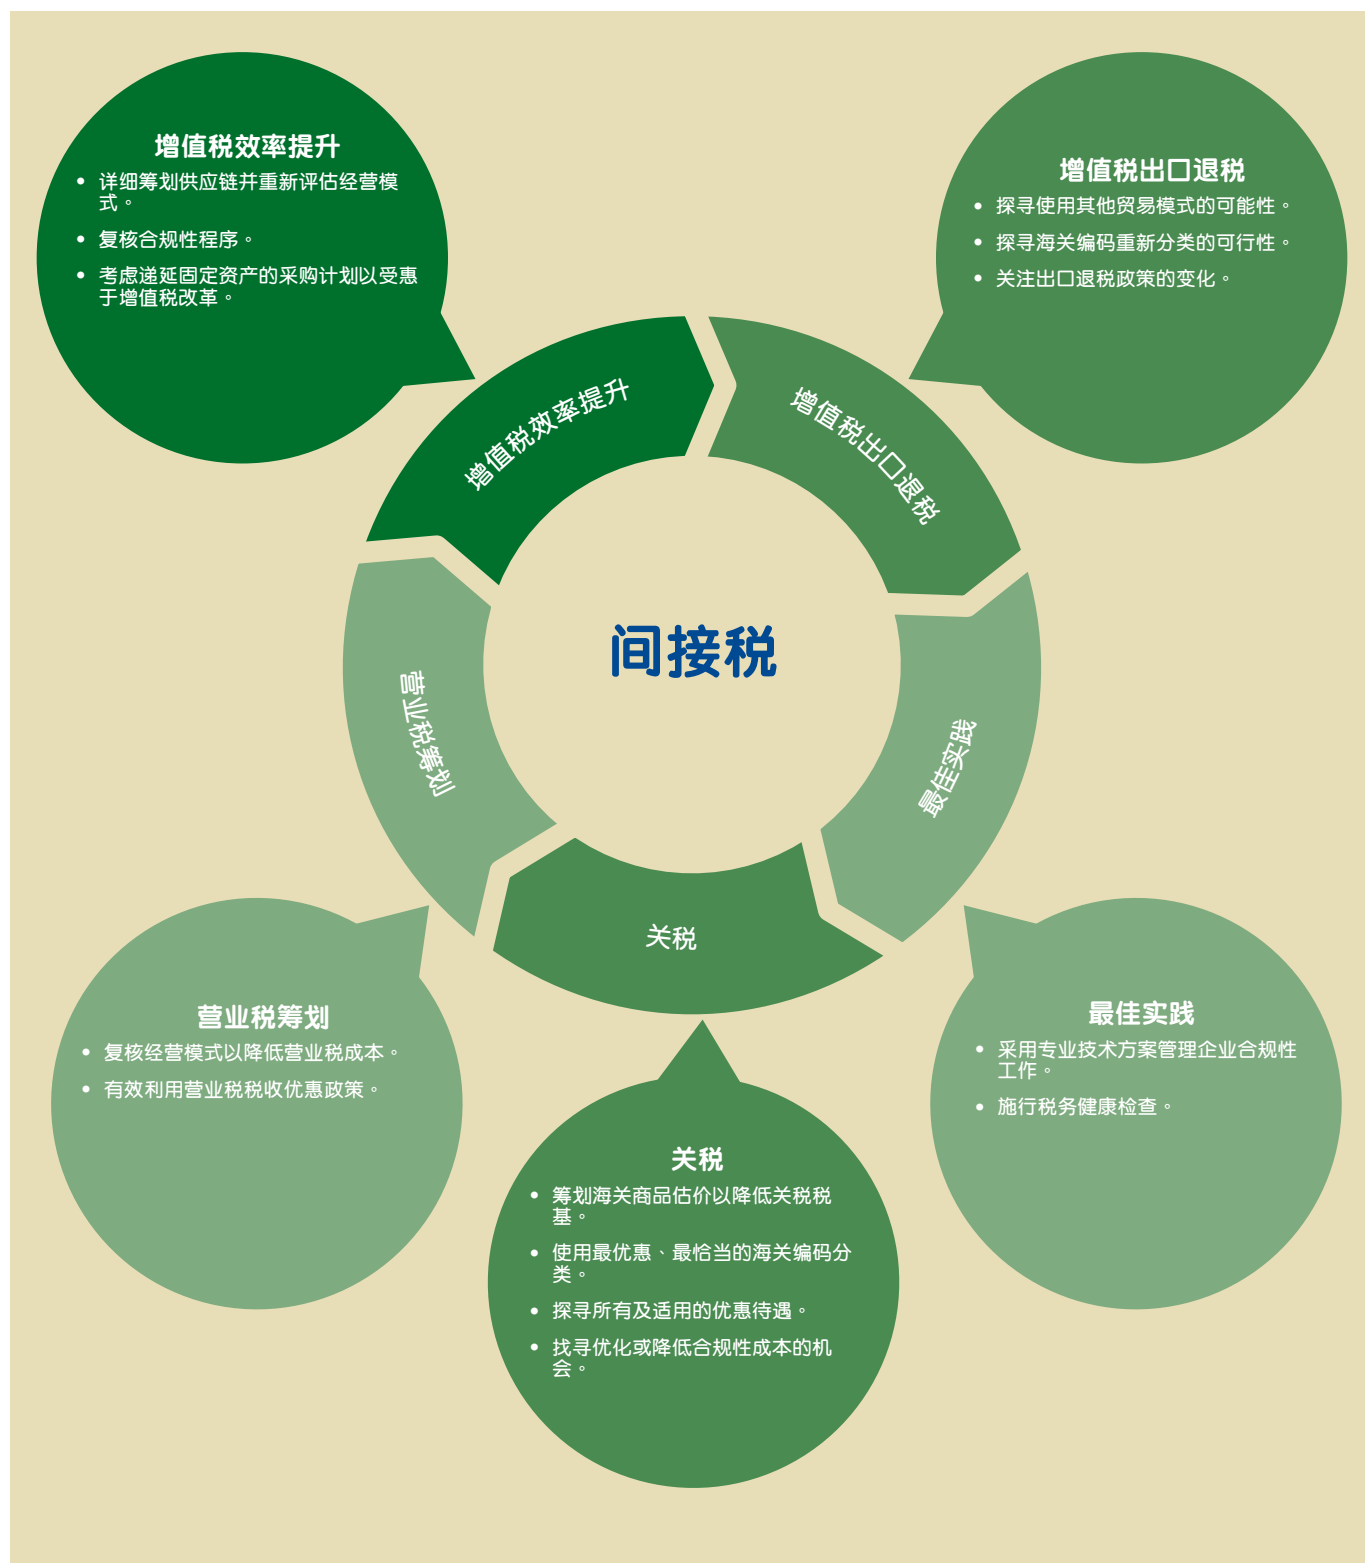 增值税效率提升
• 详细筹划供应链并重新评估经营模
式。
• 复核合规性程序。
• 考虑递延固定资产的采购计划以受惠
于增值税改革。
增值税出口退税
• 探寻使用其他贸易模式的可能性。
• 探寻海关编码重新分类的可行性。
• 关注出口退税政策的变化。
增值税效率提升
增值税出口退税
间接税
营业税筹划
最佳实践
关税
营业税筹划
• 复核经营模式以降低营业税成本。
• 有效利用营业税税收优惠政策。
最佳实践
• 采用专业技术方案管理企业合规性
工作。
• 施行税务健康检查。
关税
• 筹划海关商品估价以降低关税税
基。
• 使用最优惠、最恰当的海关编码分
类。
• 探寻所有及适用的优惠待遇。
• 找寻优化或降低合规性成本的机
会。